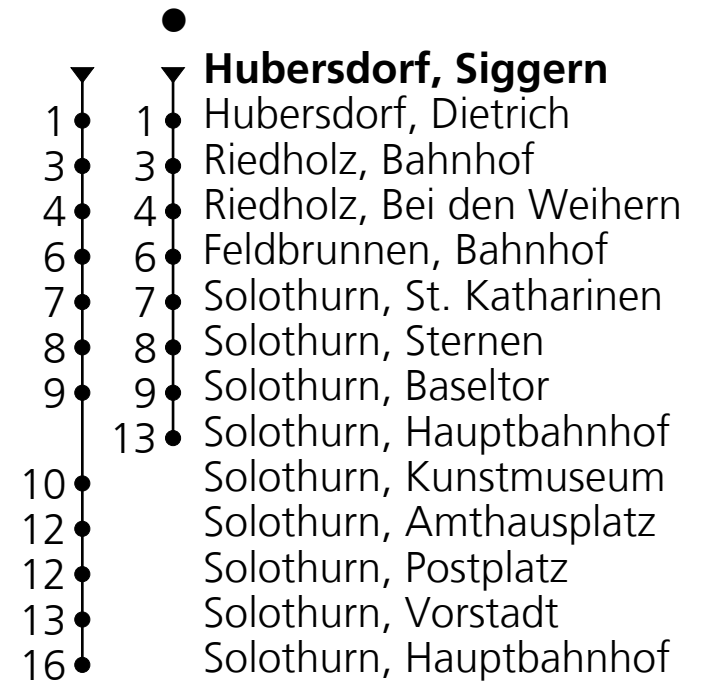 Hubersdorf, Siggern
1 1 Hubersdorf, Dietrich
3 3 Riedholz, Bahnhof
4 4 Riedholz, Bei den Weihern
6 6 Feldbrunnen, Bahnhof
7 7 Solothurn, St. Katharinen
8 8 Solothurn, Sternen
9 9 Solothurn, Baseltor
13 Solothurn, Hauptbahnhof
10 Solothurn, Kunstmuseum
12 Solothurn, Amthausplatz
12 Solothurn, Postplatz
13 Solothurn, Vorstadt
16 Solothurn, Hauptbahnhof